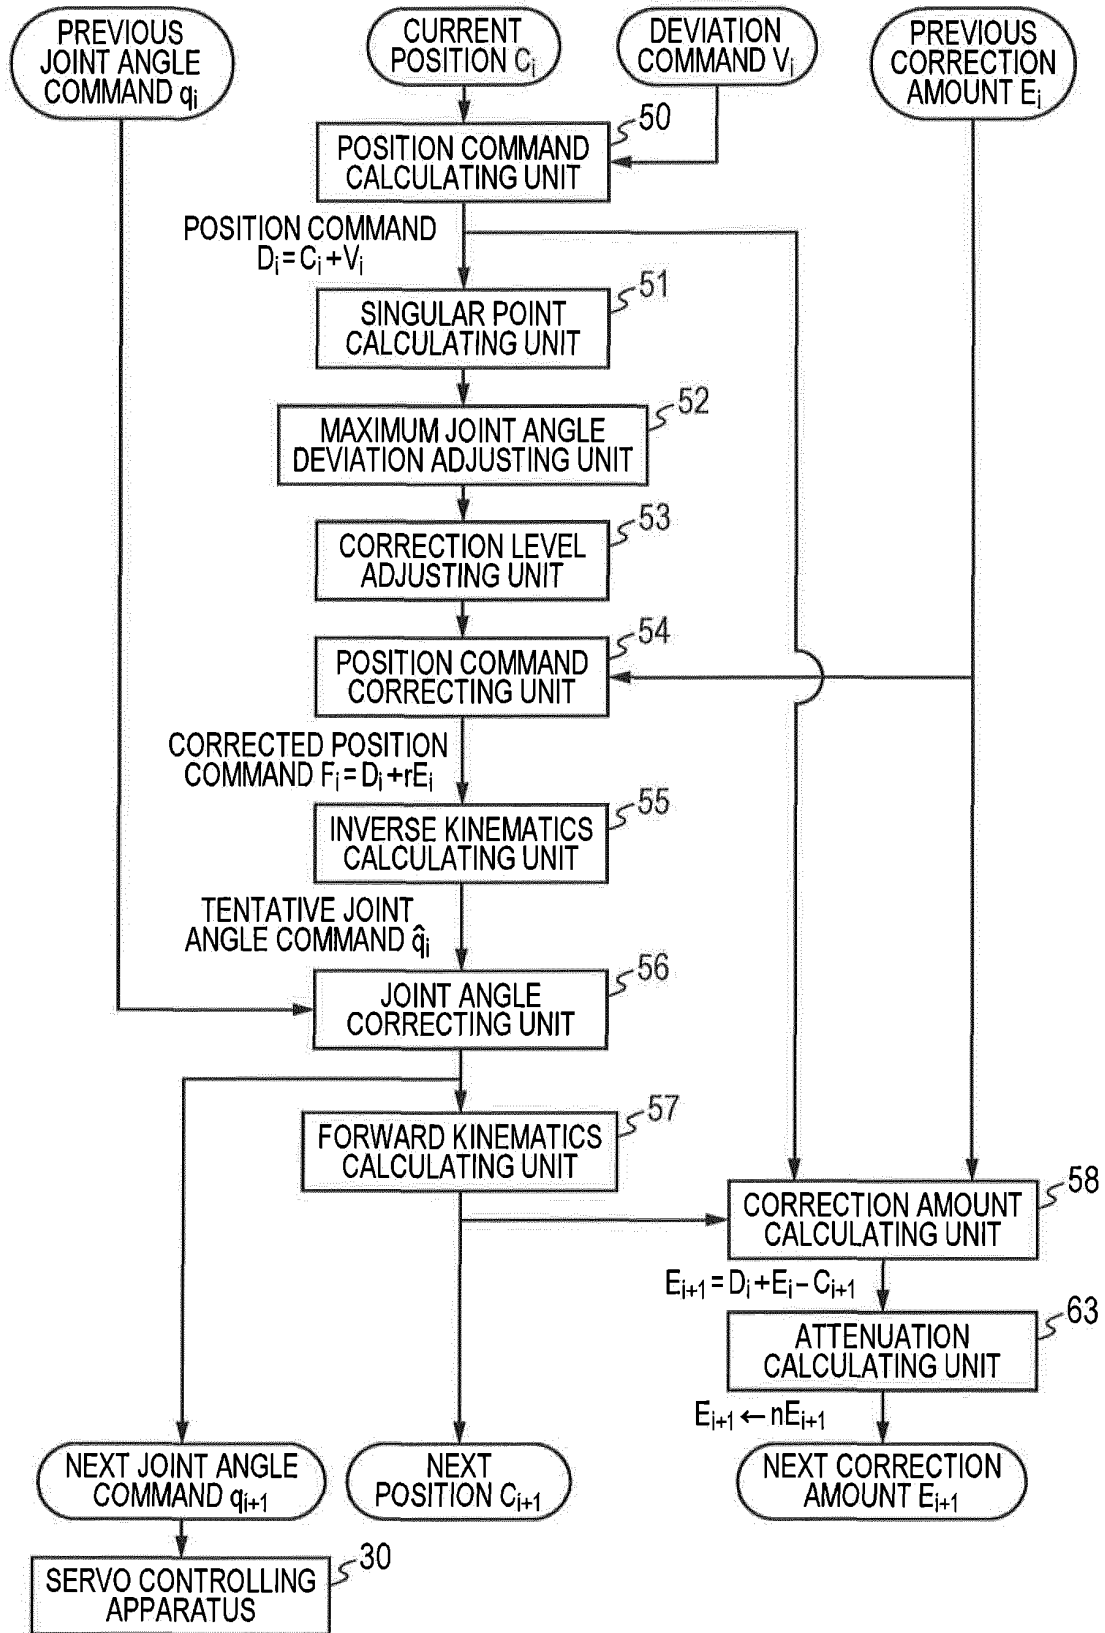 PREVIOUS
JOINT ANGLE
COMMAND qi
CURRENT
POSITION Ci
DEVIATION
COMMAND Vi
PREVIOUS
CORRECTION
AMOUNT Ei
50
POSITION COMMAND
CALCULATING UNIT
POSITION COMMAND
Di=Ci+Vi
51
SINGULAR POINT
CALCULATING UNIT
52
MAXIMUM JOINT ANGLE
DEVIATION ADJUSTING UNIT
53
CORRECTION LEVEL
ADJUSTING UNIT
54
POSITION COMMAND
CORRECTING UNIT
CORRECTED POSITION
COMMAND Fi=Di+rEi
55
INVERSE KINEMATICS
CALCULATING UNIT
TENTATIVE JOINT
ANGLE COMMAND q̂i
56
JOINT ANGLE
CORRECTING UNIT
57
FORWARD KINEMATICS
CALCULATING UNIT
58
CORRECTION AMOUNT
CALCULATING UNIT
Ei+1=Di+Ei-Ci+1
63
ATTENUATION
CALCULATING UNIT
Ei+1←nEi+1
NEXT JOINT ANGLE
COMMAND qi+1
NEXT
POSITION Ci+1
NEXT CORRECTION
AMOUNT Ei+1
30
SERVO CONTROLLING
APPARATUS